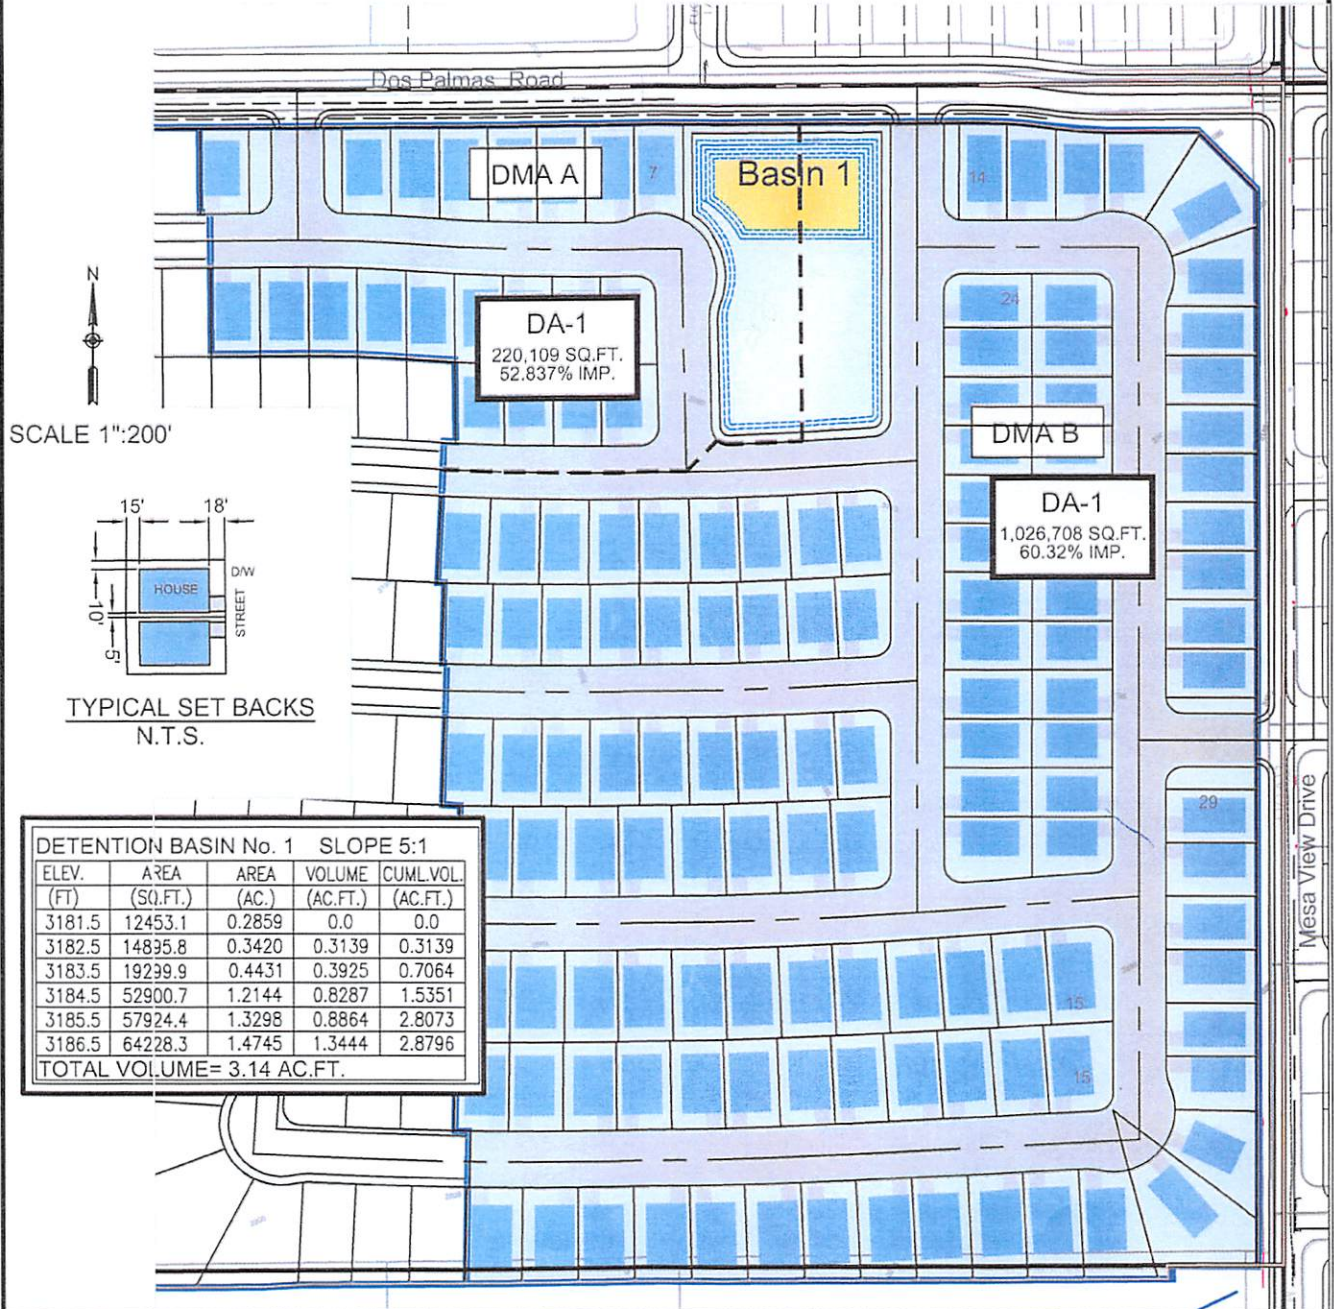 Dos Palmas Road
DMA A
7
Basin 1
14
N
DA-1
220,109 SQ.FT.
52.837% IMP.
24
SCALE 1":200'
DMA B
DA-1
1,026,708 SQ.FT.
60.32% IMP.
15' 18'
D/W
HOUSE
10'
5'
STREET
TYPICAL SET BACKS
N.T.S.
29
Mesa View Drive
DETENTION BASIN No. 1 SLOPE 5:1
ELEV. AREA AREA VOLUME CUML.VOL.
(FT) (SQ.FT.) (AC.) (AC.FT.) (AC.FT.)
3181.5 12453.1 0.2859 0.0 0.0
3182.5 14895.8 0.3420 0.3139 0.3139
3183.5 19299.9 0.4431 0.3925 0.7064
3184.5 52900.7 1.2144 0.8287 1.5351
3185.5 57924.4 1.3298 0.8864 2.8073
3186.5 64228.3 1.4745 1.3444 2.8796
TOTAL VOLUME= 3.14 AC.FT.
15
15